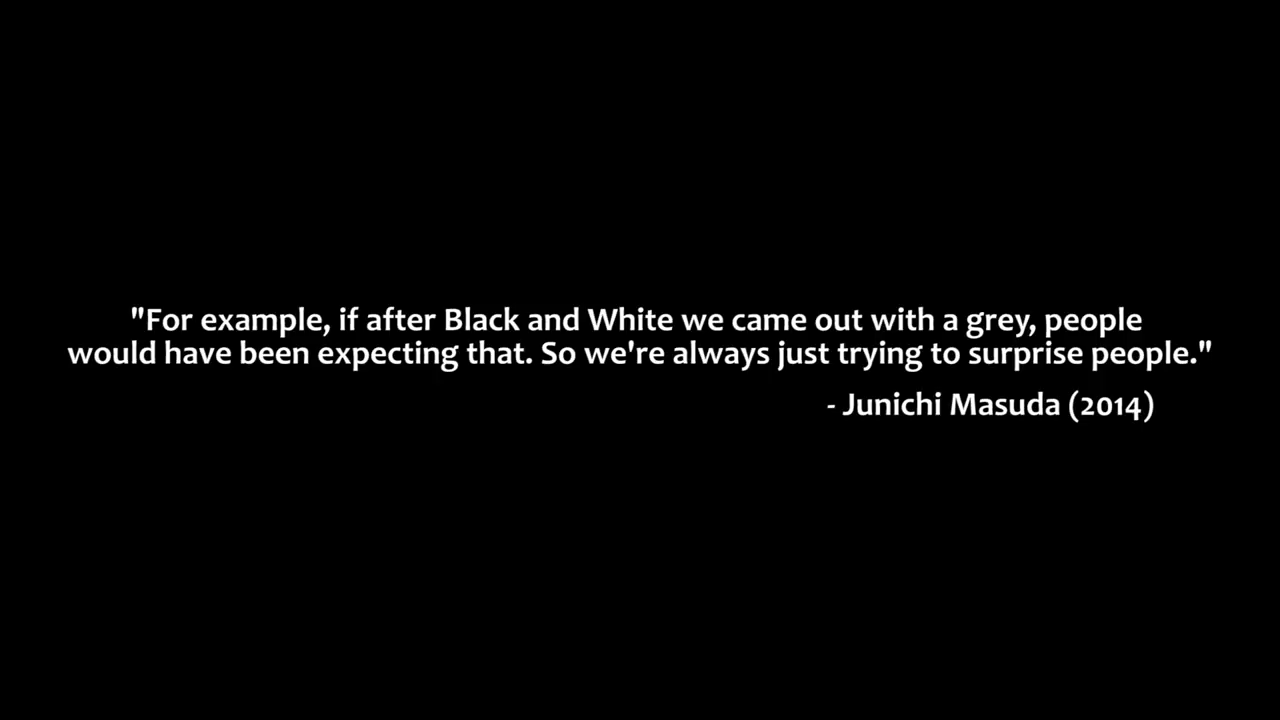 "For example, if after Black and White we came out with a grey, people
would have been expecting that. So we're always just trying to surprise people."
- Junichi Masuda (2014)